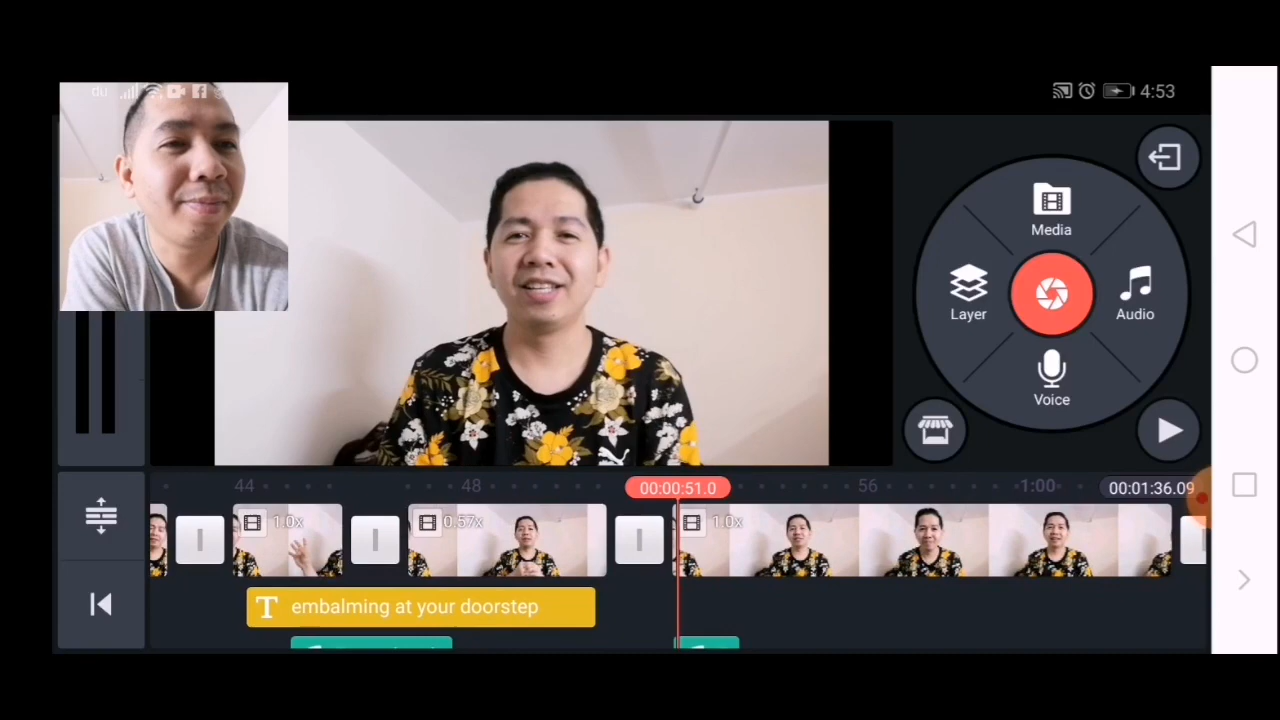 du
4:53
Media
Layer
Audio
Voice
44
48
00:00:51.0
56
1:00
00:01:36.09
1.0x
0.57x
1.0x
T embalming at your doorstep